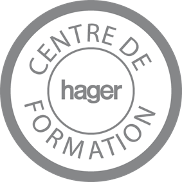 CENTRE DE
hager
FORMATION